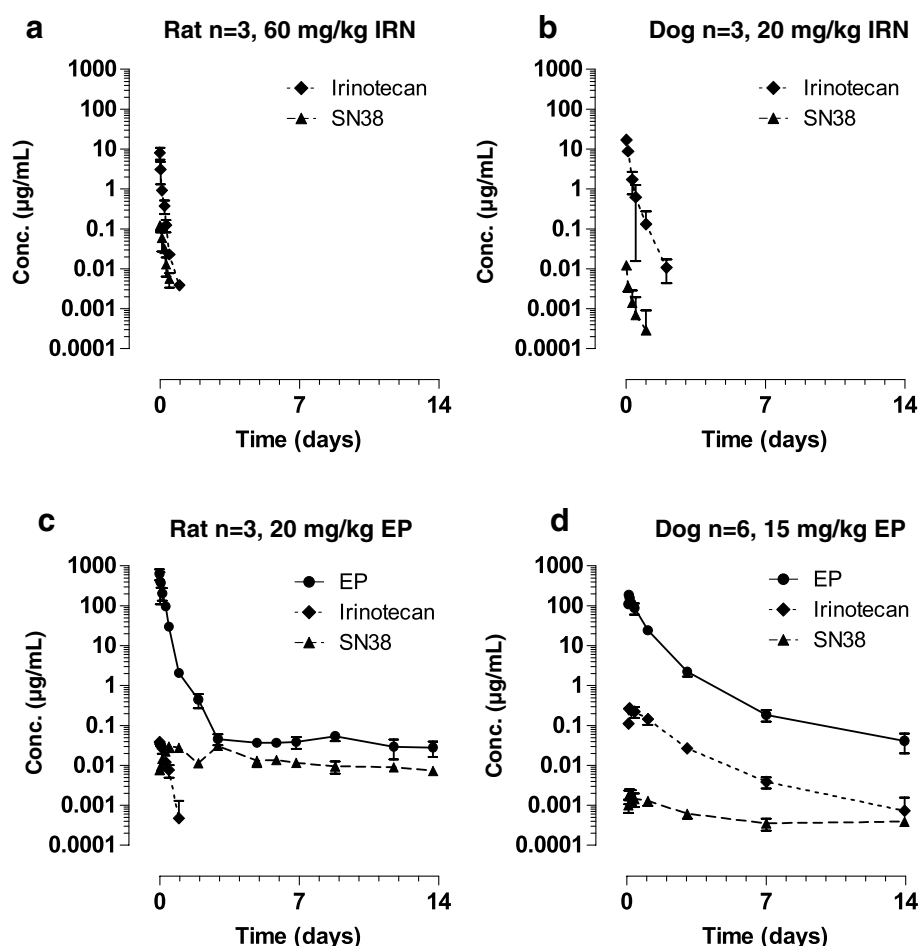 a
Rat n=3, 60 mg/kg IRN
1000
100
10
1
0.1
0.01
0.001
0.0001
Conc. (µg/mL)
Irinotecan
SN38
0
7
14
Time (days)
b
Dog n=3, 20 mg/kg IRN
1000
100
10
1
0.1
0.01
0.001
0.0001
Conc. (µg/mL)
Irinotecan
SN38
0
7
14
Time (days)
c
Rat n=3, 20 mg/kg EP
1000
100
10
1
0.1
0.01
0.001
0.0001
Conc. (µg/mL)
EP
Irinotecan
SN38
0
7
14
Time (days)
d
Dog n=6, 15 mg/kg EP
1000
100
10
1
0.1
0.01
0.001
0.0001
Conc. (µg/mL)
EP
Irinotecan
SN38
0
7
14
Time (days)